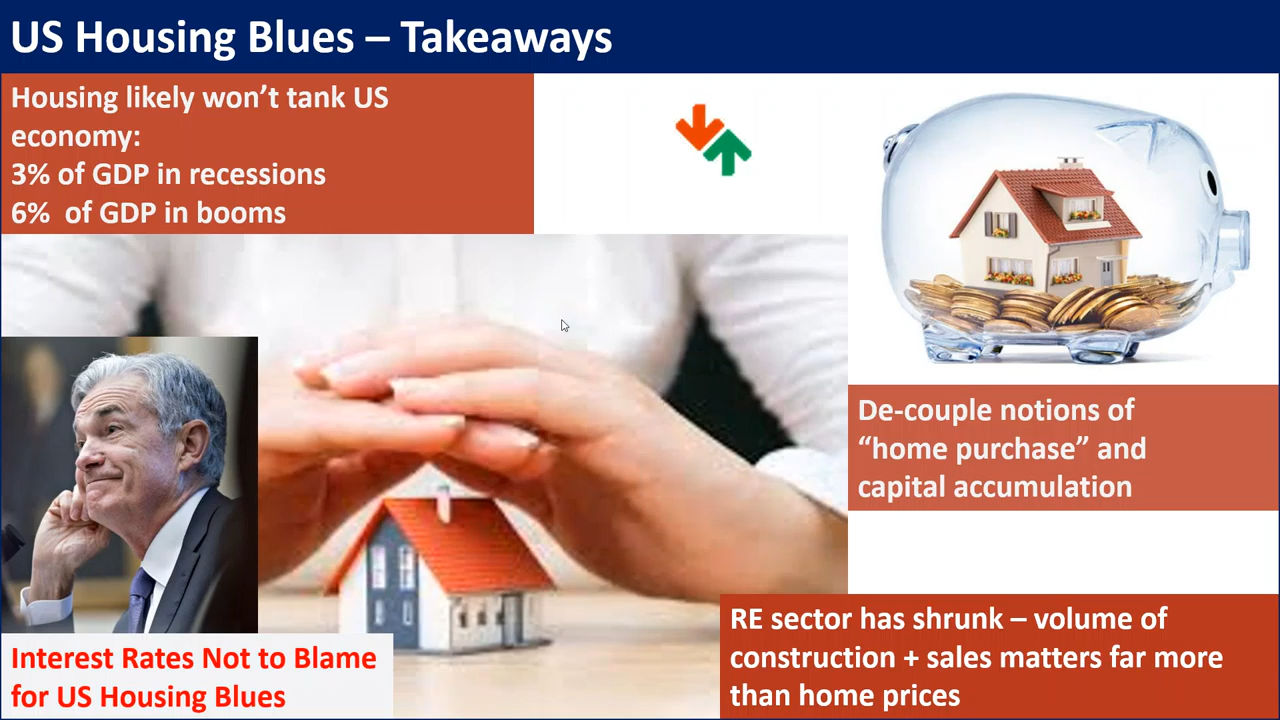 US Housing Blues – Takeaways
Housing likely won’t tank US
economy:
3% of GDP in recessions
6%  of GDP in booms
De-couple notions of
“home purchase” and
capital accumulation
RE sector has shrunk – volume of
construction + sales matters far more
than home prices
Interest Rates Not to Blame
for US Housing Blues